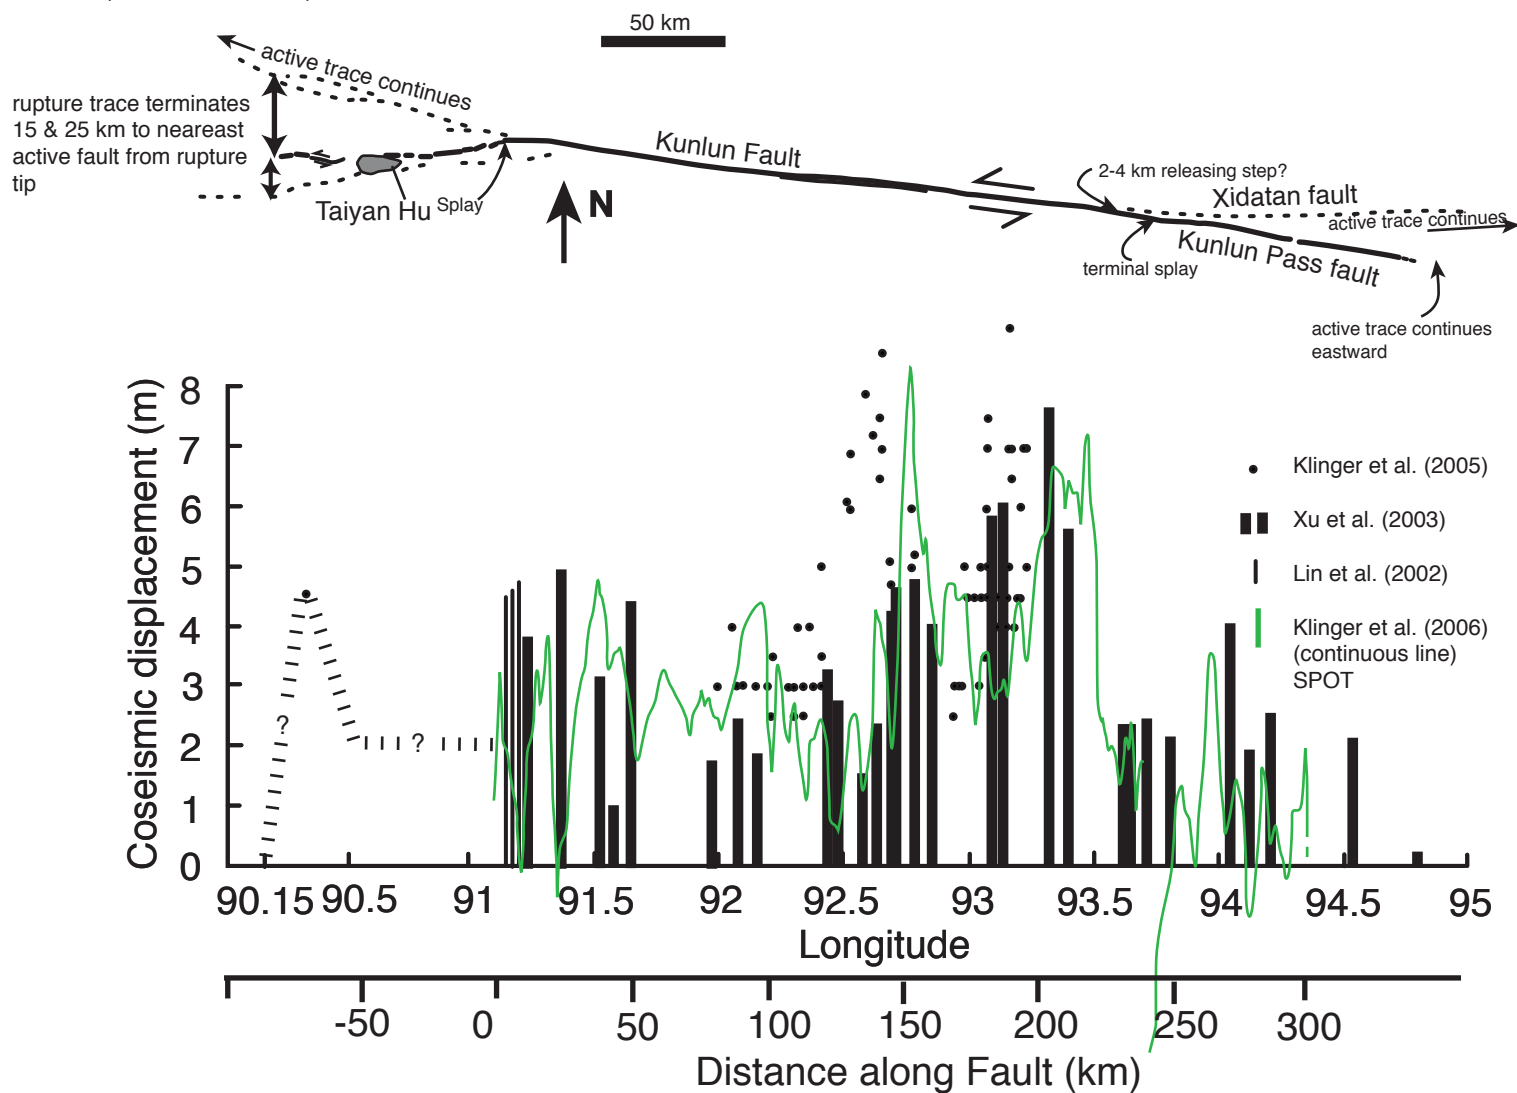 50 km
active trace continues
rupture trace terminates
15 & 25 km to neareast
active fault from rupture
tip
Kunlun Fault
2-4 km releasing step?
Xidatan fault
active trace continues
Taiyan Hu
Splay
N
Kunlun Pass fault
terminal splay
active trace continues
eastward
Coseismic displacement (m)
8
7
6
5
4
3
2
1
0
?
?
Klinger et al. (2005)
Xu et al. (2003)
Lin et al. (2002)
Klinger et al. (2006)
(continuous line)
SPOT
90.15 90.5 91 91.5 92 92.5 93 93.5 94 94.5 95
Longitude
-50 0 50 100 150 200 250 300
Distance along Fault (km)